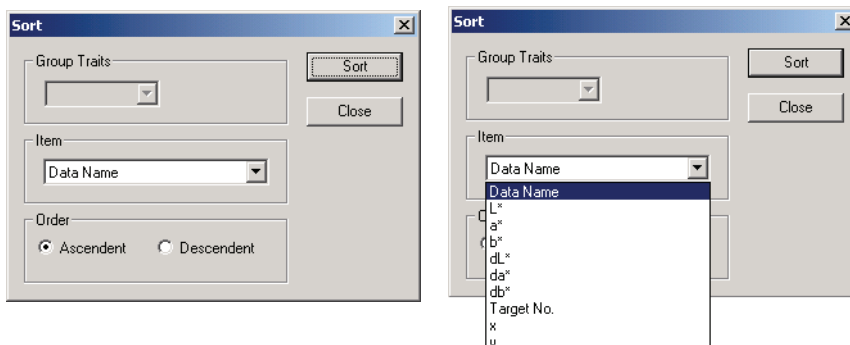 Sort
Group Traits
Sort
Close
Item
Data Name
Order
Ascendent Descendent
Sort
Group Traits
Sort
Close
Item
Data Name
Data Name
L*
a*
b*
dL*
da*
db*
Target No.
x